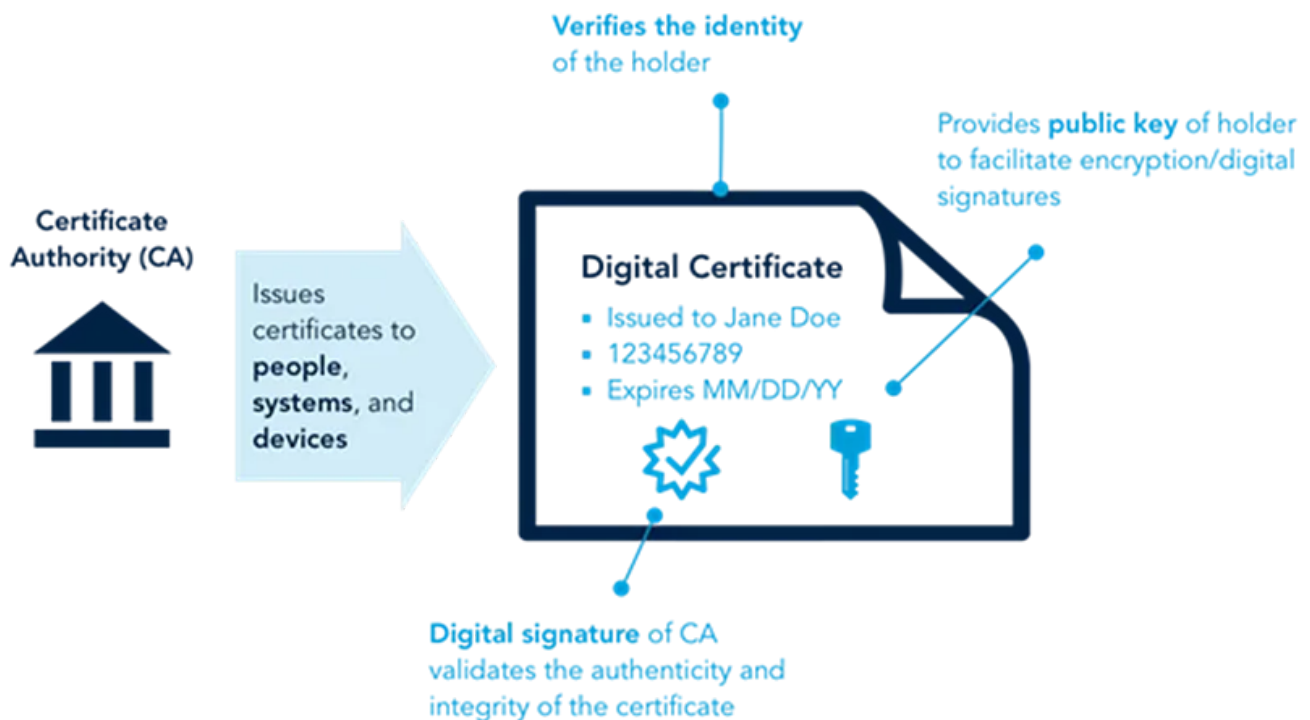 Verifies the identity
of the holder
Provides public key of holder
to facilitate encryption/digital
signatures
Certificate
Authority (CA)
Issues
certificates to
people,
systems, and
devices
Digital Certificate
▪ Issued to Jane Doe
▪ 123456789
▪ Expires MM/DD/YY
Digital signature of CA
validates the authenticity and
integrity of the certificate